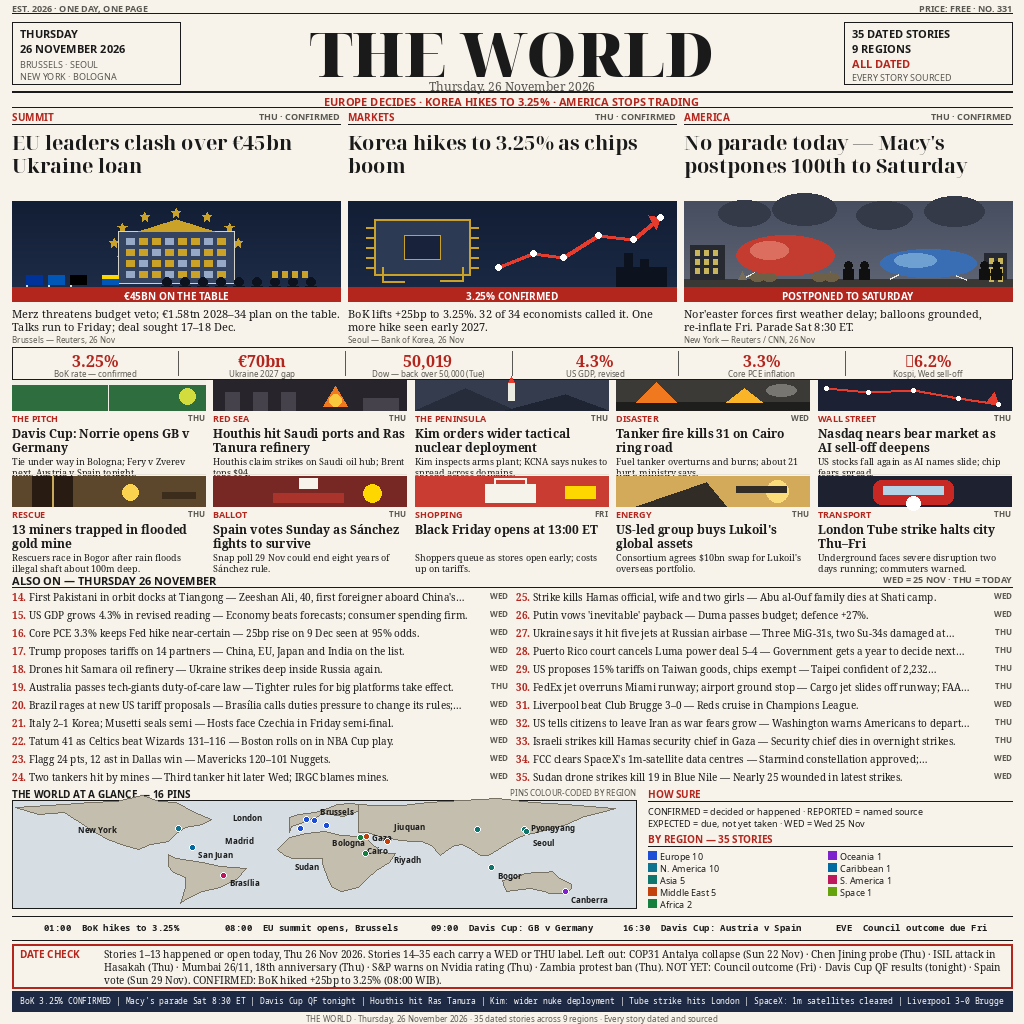 EST. 2026 · ONE DAY, ONE PAGE
PRICE: FREE · NO. 331
THURSDAY
26 NOVEMBER 2026
BRUSSELS · SEOUL
NEW YORK · BOLOGNA
THE WORLD
Thursday, 26 November 2026
35 DATED STORIES
9 REGIONS
ALL DATED
EVERY STORY SOURCED
EUROPE DECIDES · KOREA HIKES TO 3.25% · AMERICA STOPS TRADING
SUMMIT
THU · CONFIRMED
EU leaders clash over €45bn
Ukraine loan
€45BN ON THE TABLE
Merz threatens budget veto; €1.58tn 2028–34 plan on the table.
Talks run to Friday; deal sought 17–18 Dec.
Brussels — Reuters, 26 Nov
MARKETS
THU · CONFIRMED
Korea hikes to 3.25% as chips
boom
3.25% CONFIRMED
BoK lifts +25bp to 3.25%. 32 of 34 economists called it. One
more hike seen early 2027.
Seoul — Bank of Korea, 26 Nov
AMERICA
THU · CONFIRMED
No parade today — Macy's
postpones 100th to Saturday
POSTPONED TO SATURDAY
Nor'easter forces first weather delay; balloons grounded,
re-inflate Fri. Parade Sat 8:30 ET.
New York — Reuters / CNN, 26 Nov
3.25%
BoK rate — confirmed
€70bn
Ukraine 2027 gap
50,019
Dow — back over 50,000 (Tue)
4.3%
US GDP, revised
3.3%
Core PCE inflation
6.2%
Kospi, Wed sell-off
THE PITCH
THU
Davis Cup: Norrie opens GB v
Germany
Tie under way in Bologna; Fery v Zverev
next, Austria v Spain tonight.
RED SEA
THU
Houthis hit Saudi ports and Ras
Tanura refinery
Houthis claim strikes on Saudi oil hub; Brent
tops $94.
THE PENINSULA
THU
Kim orders wider tactical
nuclear deployment
Kim inspects arms plant; KCNA says nukes to
spread across domains.
DISASTER
WED
Tanker fire kills 31 on Cairo
ring road
Fuel tanker overturns and burns; about 21
hurt, ministry says.
WALL STREET
THU
Nasdaq nears bear market as
AI sell-off deepens
US stocks fall again as AI names slide; chip
fears spread.
RESCUE
THU
13 miners trapped in flooded
gold mine
Rescuers race in Bogor after rain floods
illegal shaft about 100m deep.
BALLOT
THU
Spain votes Sunday as Sánchez
fights to survive
Snap poll 29 Nov could end eight years of
Sánchez rule.
SHOPPING
FRI
Black Friday opens at 13:00 ET
Shoppers queue as stores open early; costs
up on tariffs.
ENERGY
THU
US-led group buys Lukoil's
global assets
Consortium agrees $10bn swap for Lukoil's
overseas portfolio.
TRANSPORT
THU
London Tube strike halts city
Thu–Fri
Underground faces severe disruption two
days running; commuters warned.
ALSO ON — THURSDAY 26 NOVEMBER
WED = 25 NOV · THU = TODAY
14. First Pakistani in orbit docks at Tiangong — Zeeshan Ali, 40, first foreigner aboard China's... WED
15. US GDP grows 4.3% in revised reading — Economy beats forecasts; consumer spending firm. WED
16. Core PCE 3.3% keeps Fed hike near-certain — 25bp rise on 9 Dec seen at 95% odds. WED
17. Trump proposes tariffs on 14 partners — China, EU, Japan and India on the list. WED
18. Drones hit Samara oil refinery — Ukraine strikes deep inside Russia again. WED
19. Australia passes tech-giants duty-of-care law — Tighter rules for big platforms take effect. THU
20. Brazil rages at new US tariff proposals — Brasília calls duties pressure to change its rules;... WED
21. Italy 2–1 Korea; Musetti seals semi — Hosts face Czechia in Friday semi-final. WED
22. Tatum 41 as Celtics beat Wizards 131–116 — Boston rolls on in NBA Cup play. WED
23. Flagg 24 pts, 12 ast in Dallas win — Mavericks 120–101 Nuggets. WED
24. Two tankers hit by mines — Third tanker hit later Wed; IRGC blames mines. WED
25. Strike kills Hamas official, wife and two girls — Abu al-Ouf family dies at Shati camp. WED
26. Putin vows 'inevitable' payback — Duma passes budget; defence +27%. WED
27. Ukraine says it hit five jets at Russian airbase — Three MiG-31s, two Su-34s damaged at... THU
28. Puerto Rico court cancels Luma power deal 5–4 — Government gets a year to decide next... THU
29. US proposes 15% tariffs on Taiwan goods, chips exempt — Taipei confident of 2,232... THU
30. FedEx jet overruns Miami runway; airport ground stop — Cargo jet slides off runway; FAA... THU
31. Liverpool beat Club Brugge 3–0 — Reds cruise in Champions League. WED
32. US tells citizens to leave Iran as war fears grow — Washington warns Americans to depart... THU
33. Israeli strikes kill Hamas security chief in Gaza — Security chief dies in overnight strikes. THU
34. FCC clears SpaceX's 1m-satellite data centres — Starmind constellation approved;... WED
35. Sudan drone strikes kill 19 in Blue Nile — Nearly 25 wounded in latest strikes. WED
THE WORLD AT A GLANCE — 16 PINS
PINS COLOUR-CODED BY REGION
New York
London
Brussels
Madrid
San Juan
Brasília
Bologna
Gaza
Cairo
Jiuquan
Riyadh
Sudan
Pyongyang
Seoul
Bogor
Canberra
HOW SURE
CONFIRMED = decided or happened · REPORTED = named source
EXPECTED = due, not yet taken · WED = Wed 25 Nov
BY REGION — 35 STORIES
Europe 10
N. America 10
Asia 5
Middle East 5
Africa 2
Oceania 1
Caribbean 1
S. America 1
Space 1
01:00 BoK hikes to 3.25%
08:00 EU summit opens, Brussels
09:00 Davis Cup: GB v Germany
16:30 Davis Cup: Austria v Spain
EVE Council outcome due Fri
DATE CHECK
Stories 1–13 happened or open today, Thu 26 Nov 2026. Stories 14–35 each carry a WED or THU label. Left out: COP31 Antalya collapse (Sun 22 Nov) · Chen Jining probe (Thu) · ISIL attack in
Hasakah (Thu) · Mumbai 26/11, 18th anniversary (Thu) · S&P warns on Nvidia rating (Thu) · Zambia protest ban (Thu). NOT YET: Council outcome (Fri) · Davis Cup QF results (tonight) · Spain
vote (Sun 29 Nov). CONFIRMED: BoK hiked +25bp to 3.25% (08:00 WIB).
BoK 3.25% CONFIRMED | Macy's parade Sat 8:30 ET | Davis Cup QF tonight | Houthis hit Ras Tanura | Kim: wider nuke deployment | Tube strike hits London | SpaceX: 1m satellites cleared | Liverpool 3–0 Brugge
THE WORLD · Thursday, 26 November 2026 · 35 dated stories across 9 regions · Every story dated and sourced